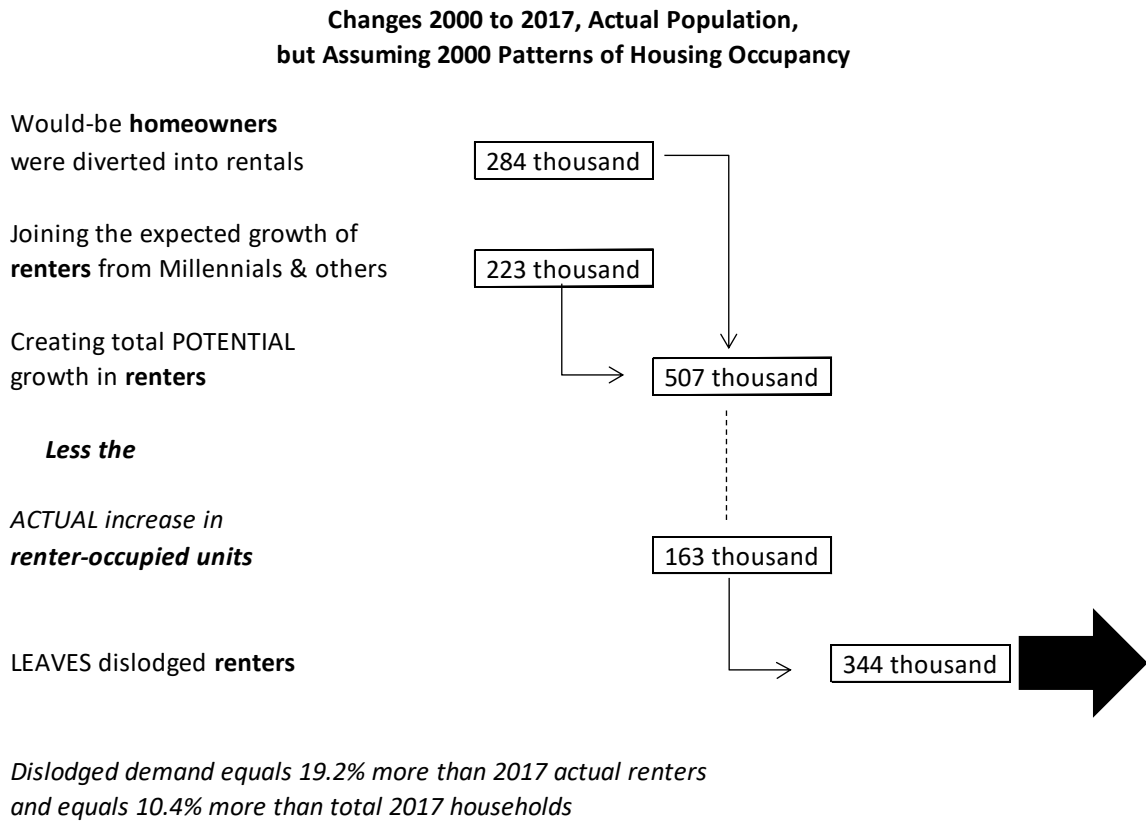 Changes 2000 to 2017, Actual Population,
but Assuming 2000 Patterns of Housing Occupancy
Would-be homeowners
were diverted into rentals
284 thousand
Joining the expected growth of
renters from Millennials & others
223 thousand
Creating total POTENTIAL
growth in renters
507 thousand
Less the
ACTUAL increase in
renter-occupied units
163 thousand
LEAVES dislodged renters
344 thousand
Dislodged demand equals 19.2% more than 2017 actual renters
and equals 10.4% more than total 2017 households